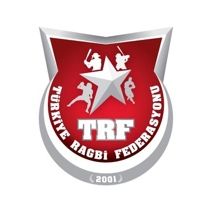 TRF
TÜRKİYE RAGBİ FEDERASYONU
2001